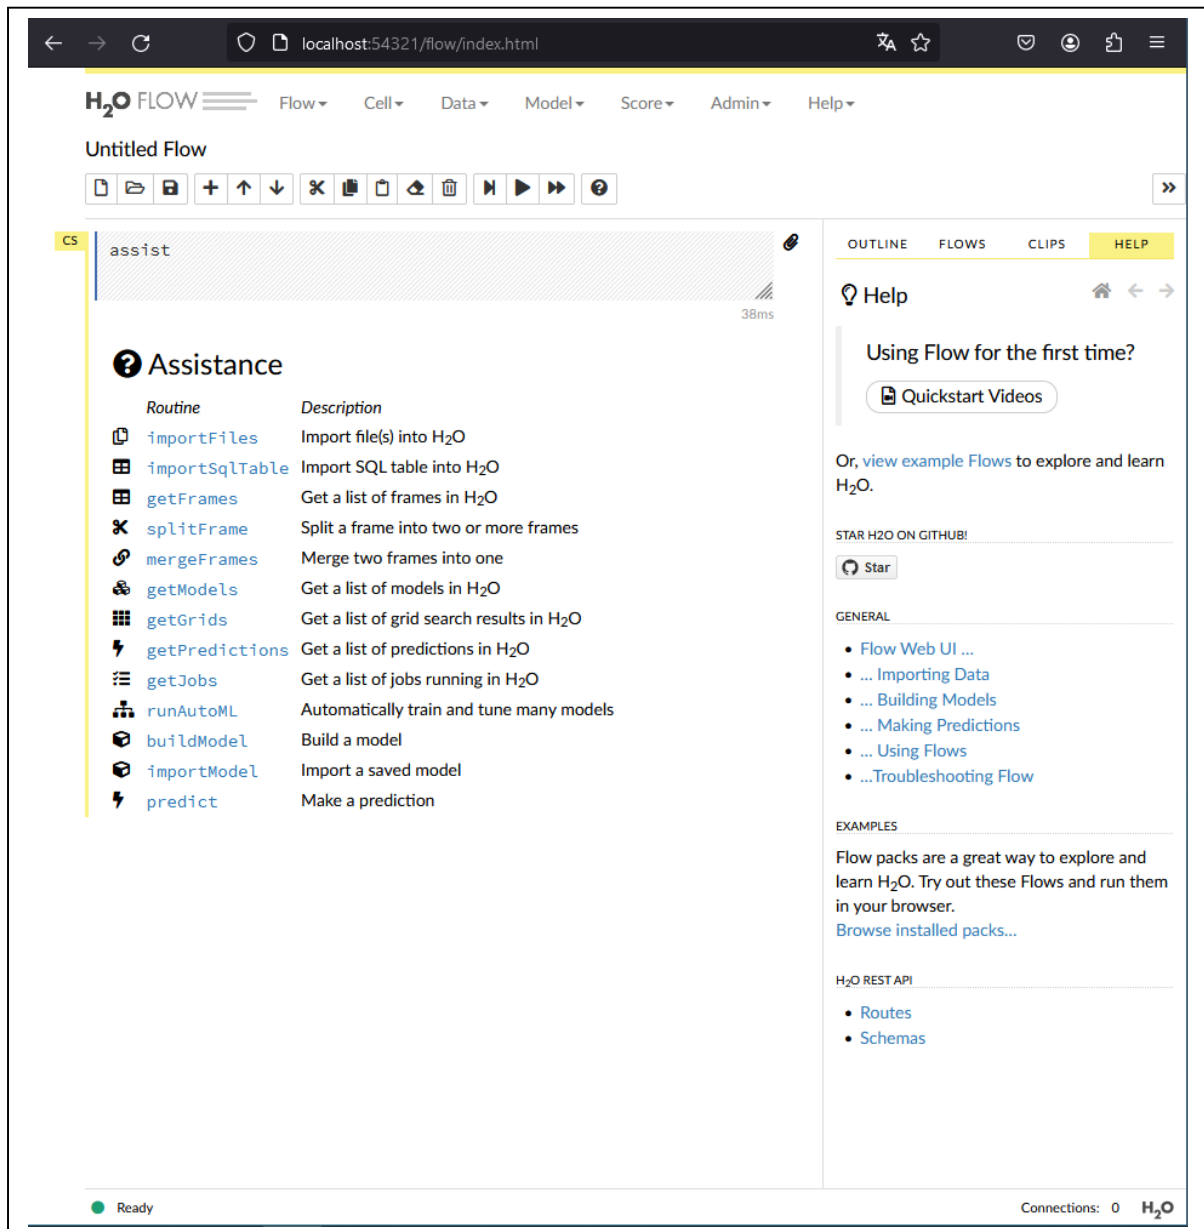 localhost:54321/flow/index.html
H2O FLOW Flow Cell Data Model Score Admin Help
Untitled Flow
CS
assist
38ms
Assistance
Routine Description
importFiles Import file(s) into H2O
importSqlTable Import SQL table into H2O
getFrames Get a list of frames in H2O
splitFrame Split a frame into two or more frames
mergeFrames Merge two frames into one
getModels Get a list of models in H2O
getGrids Get a list of grid search results in H2O
getPredictions Get a list of predictions in H2O
getJobs Get a list of jobs running in H2O
runAutoML Automatically train and tune many models
buildModel Build a model
importModel Import a saved model
predict Make a prediction
OUTLINE FLOWS CLIPS HELP
Help
Using Flow for the first time?
Quickstart Videos
Or, view example Flows to explore and learn
H2O.
STAR H2O ON GITHUB!
Star
GENERAL
• Flow Web UI ...
• ... Importing Data
• ... Building Models
• ... Making Predictions
• ... Using Flows
• ...Troubleshooting Flow
EXAMPLES
Flow packs are a great way to explore and
learn H2O. Try out these Flows and run them
in your browser.
Browse installed packs...
H2O REST API
• Routes
• Schemas
Ready Connections: 0 H2O